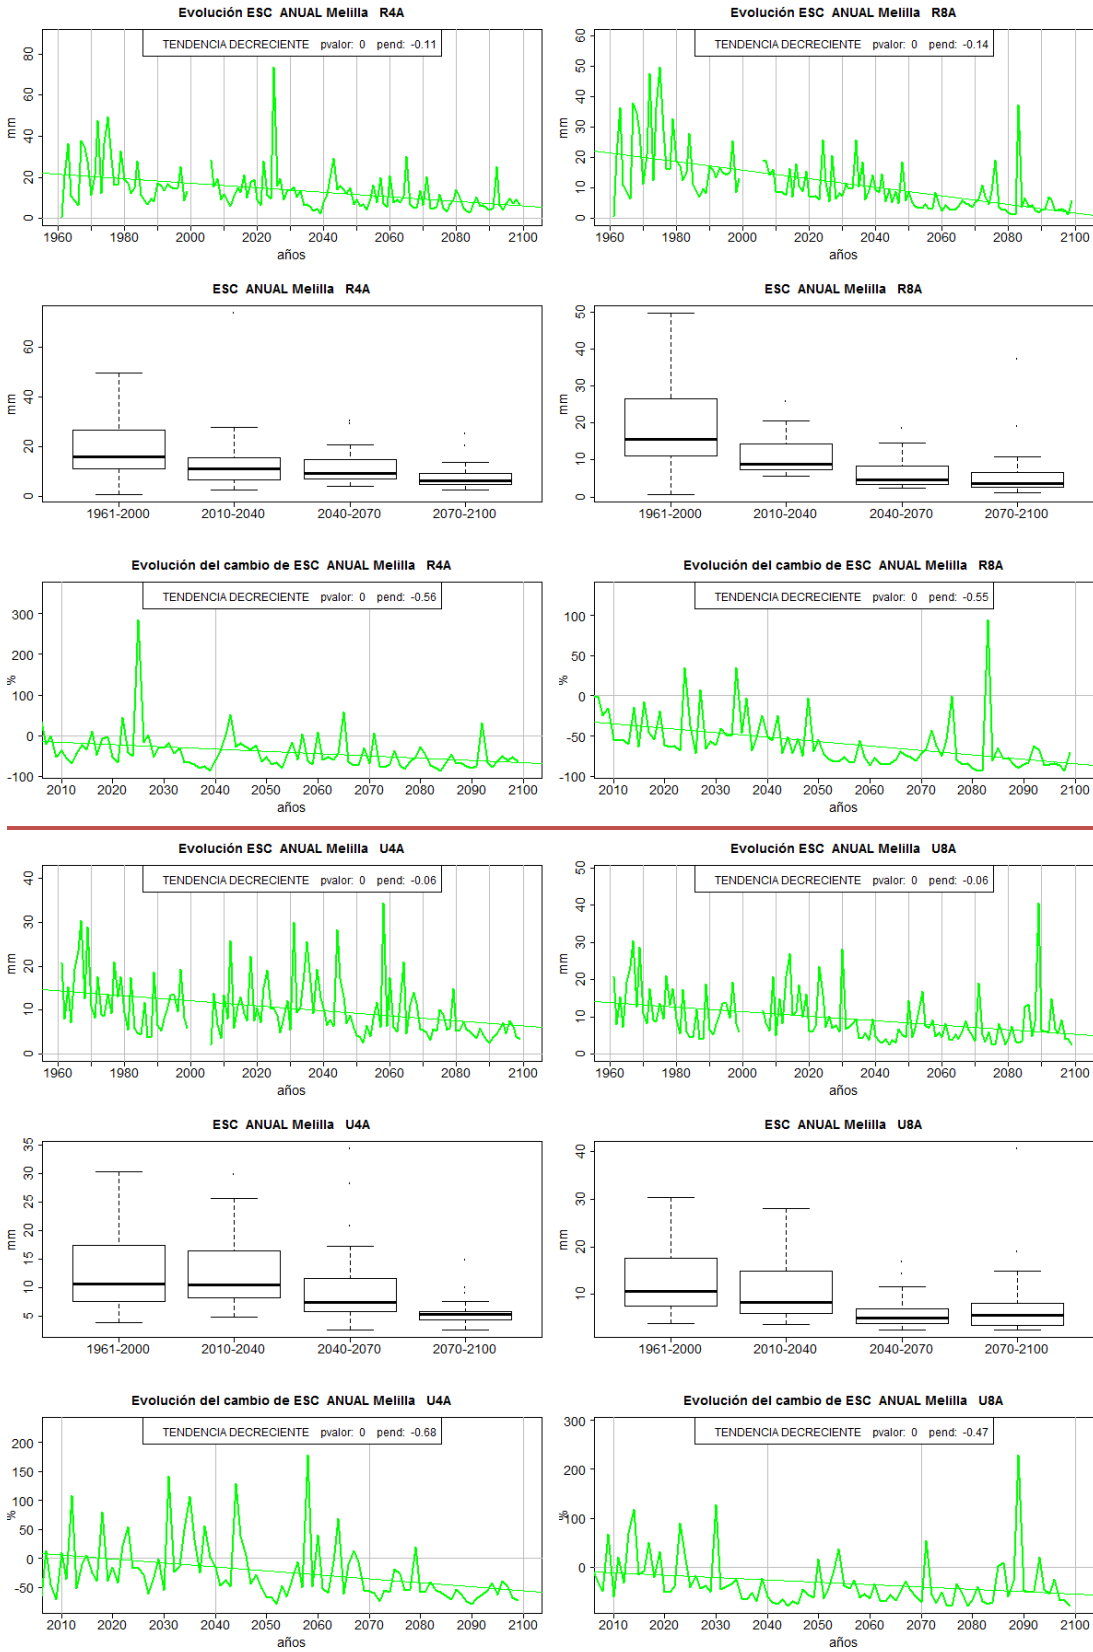 Evolución ESC ANUAL Melilla R4A
TENDENCIA DECRECIENTE pvalor: 0 pend: -0.11
mm
0 20 40 60 80
1960 1980 2000 2020 2040 2060 2080 2100
años
Evolución ESC ANUAL Melilla R8A
TENDENCIA DECRECIENTE pvalor: 0 pend: -0.14
mm
0 10 20 30 40 50 60
1960 1980 2000 2020 2040 2060 2080 2100
años
ESC ANUAL Melilla R4A
mm
0 20 40 60
1961-2000 2010-2040 2040-2070 2070-2100
ESC ANUAL Melilla R8A
mm
0 10 20 30 40 50
1961-2000 2010-2040 2040-2070 2070-2100
Evolución del cambio de ESC ANUAL Melilla R4A
TENDENCIA DECRECIENTE pvalor: 0 pend: -0.56
%
300
200
100
0
-100
2010 2020 2030 2040 2050 2060 2070 2080 2090 2100
años
Evolución del cambio de ESC ANUAL Melilla R8A
TENDENCIA DECRECIENTE pvalor: 0 pend: -0.55
%
100
50
0
-50
-100
2010 2020 2030 2040 2050 2060 2070 2080 2090 2100
años
Evolución ESC ANUAL Melilla U4A
TENDENCIA DECRECIENTE pvalor: 0 pend: -0.06
mm
0 10 20 30 40
1960 1980 2000 2020 2040 2060 2080 2100
años
Evolución ESC ANUAL Melilla U8A
TENDENCIA DECRECIENTE pvalor: 0 pend: -0.06
mm
0 10 20 30 40 50
1960 1980 2000 2020 2040 2060 2080 2100
años
ESC ANUAL Melilla U4A
mm
5 10 15 20 25 30 35
1961-2000 2010-2040 2040-2070 2070-2100
ESC ANUAL Melilla U8A
mm
10 20 30 40
1961-2000 2010-2040 2040-2070 2070-2100
Evolución del cambio de ESC ANUAL Melilla U4A
TENDENCIA DECRECIENTE pvalor: 0 pend: -0.68
%
200
150
100
50
0
-50
2010 2020 2030 2040 2050 2060 2070 2080 2090 2100
años
Evolución del cambio de ESC ANUAL Melilla U8A
TENDENCIA DECRECIENTE pvalor: 0 pend: -0.47
%
300
200
100
0
2010 2020 2030 2040 2050 2060 2070 2080 2090 2100
años